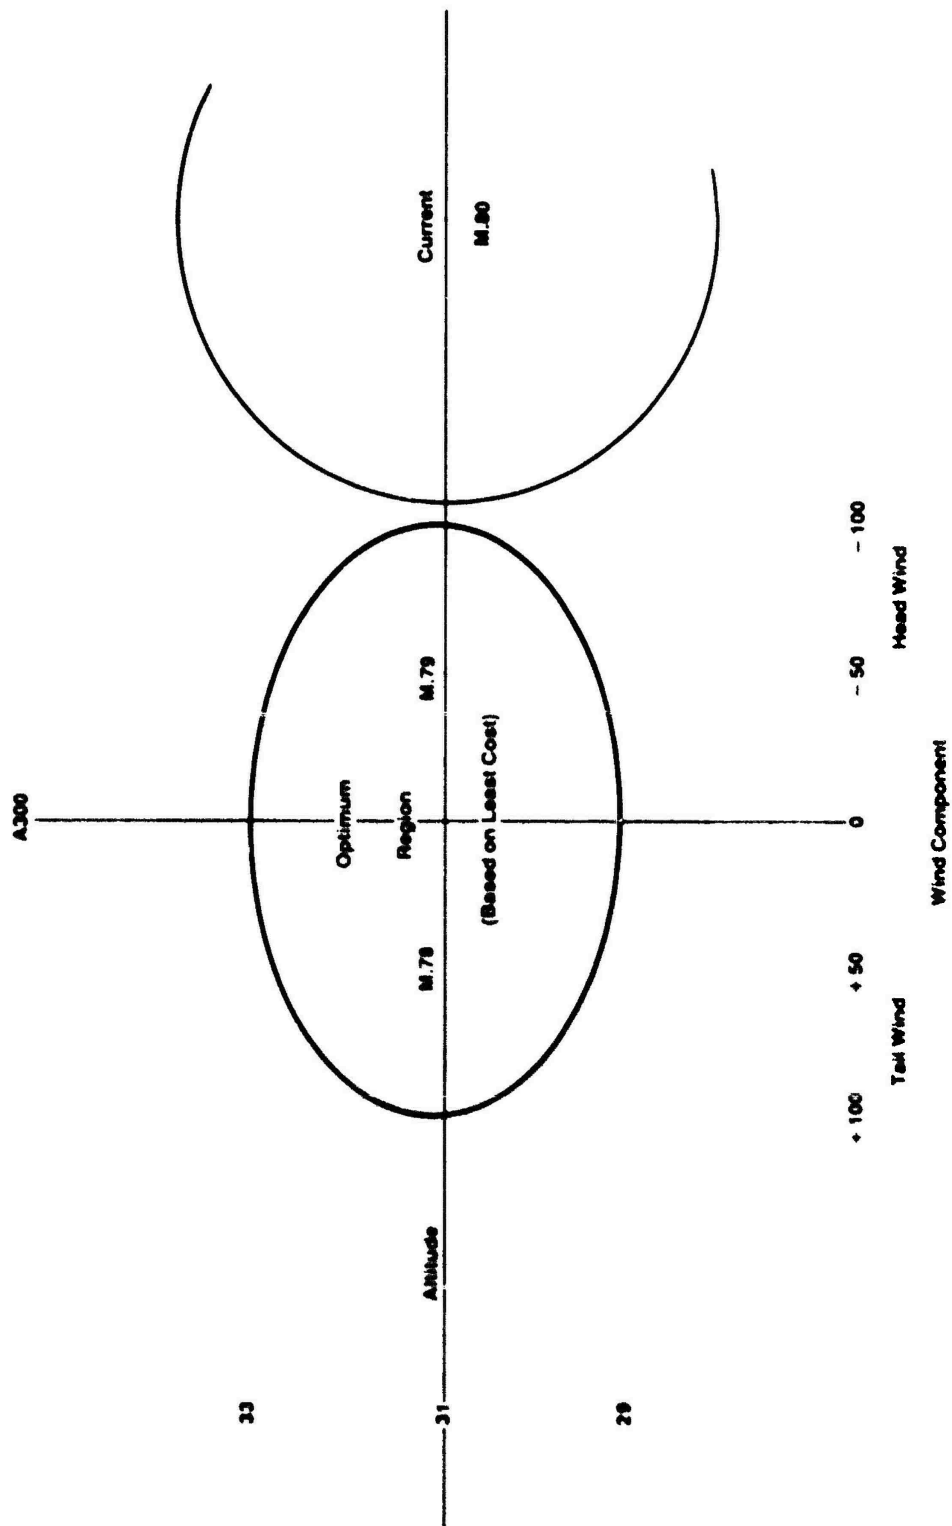 A300
33
Optimum
Region
Altitude
M.78
M.79
Current
31
(Based on Least Cost)
M.80
29
+ 100 + 50 0 - 50 - 100
Tail Wind Head Wind
Wind Component